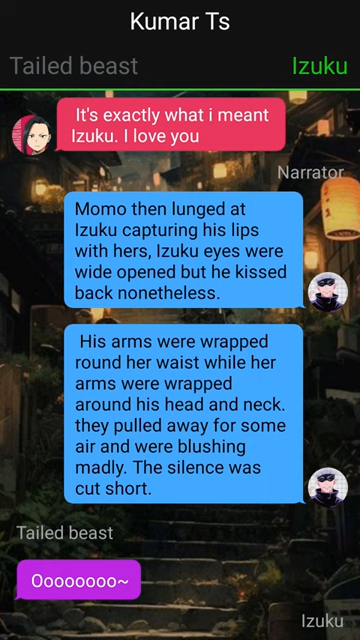 Kumar Ts
Tailed beast
Izuku
It's exactly what i meant
Izuku. I love you
Narrator
Momo then lunged at
Izuku capturing his lips
with hers, Izuku eyes were
wide opened but he kissed
back nonetheless.
His arms were wrapped
round her waist while her
arms were wrapped
around his head and neck.
they pulled away for some
air and were blushing
madly. The silence was
cut short.
Tailed beast
Oooooooo~
Izuku